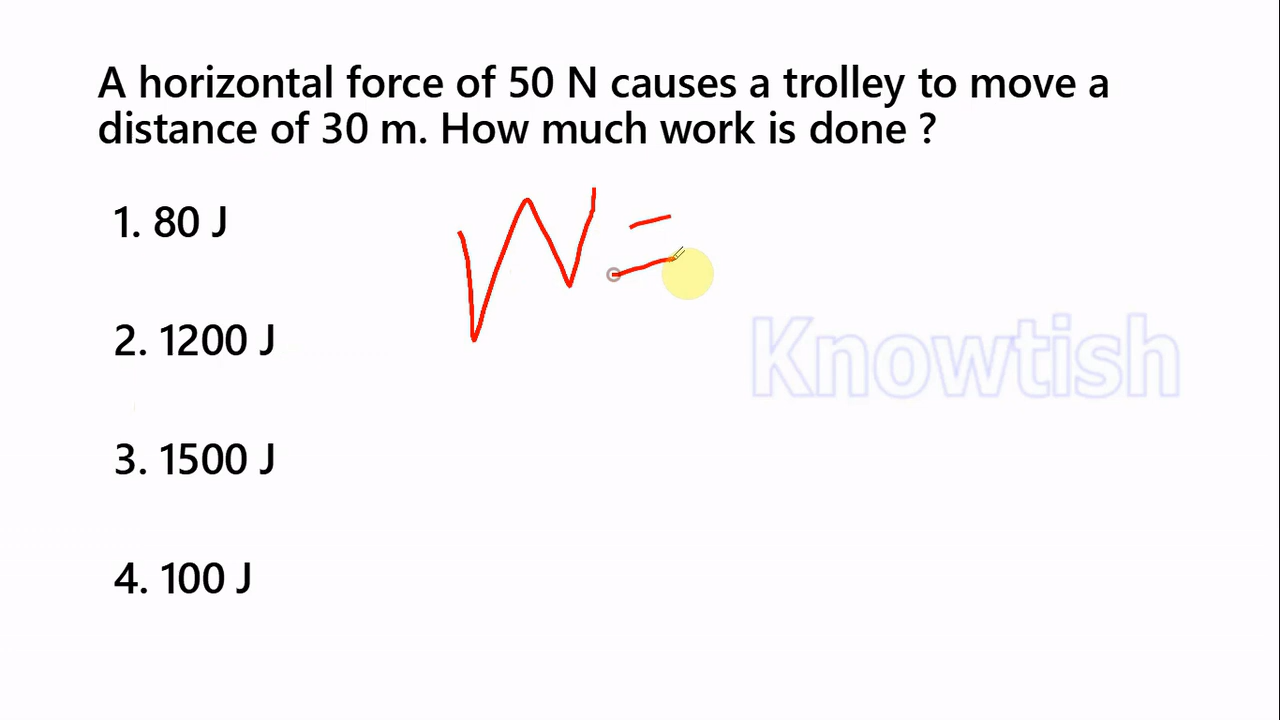 A horizontal force of 50 N causes a trolley to move a
distance of 30 m. How much work is done ?
1. 80 J
W =
2. 1200 J
Knowtish
3. 1500 J
4. 100 J